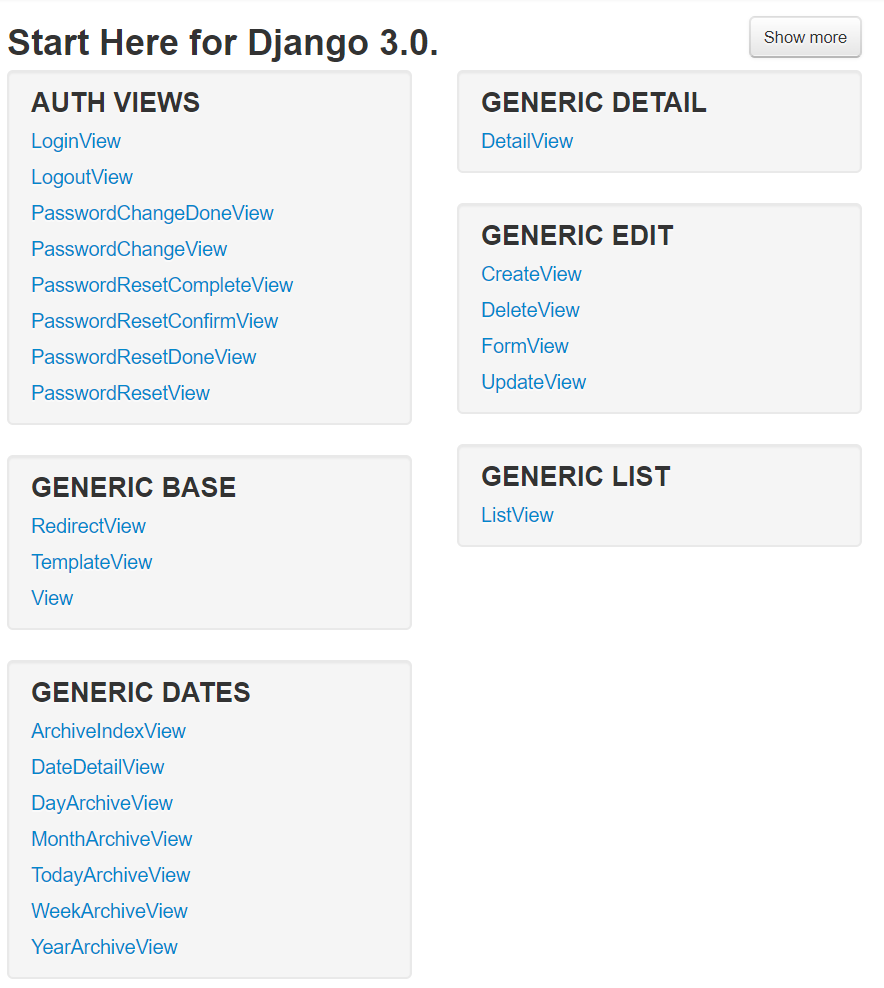 Start Here for Django 3.0.
Show more
AUTH VIEWS
LoginView
LogoutView
PasswordChangeDoneView
PasswordChangeView
PasswordResetCompleteView
PasswordResetConfirmView
PasswordResetDoneView
PasswordResetView
GENERIC BASE
RedirectView
TemplateView
View
GENERIC DATES
ArchiveIndexView
DateDetailView
DayArchiveView
MonthArchiveView
TodayArchiveView
WeekArchiveView
YearArchiveView
GENERIC DETAIL
DetailView
GENERIC EDIT
CreateView
DeleteView
FormView
UpdateView
GENERIC LIST
ListView